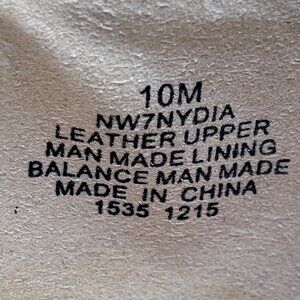 10M
NW7NYDIA
LEATHER UPPER
MAN MADE LINING
BALANCE MAN MADE
MADE IN CHINA
1535 1215